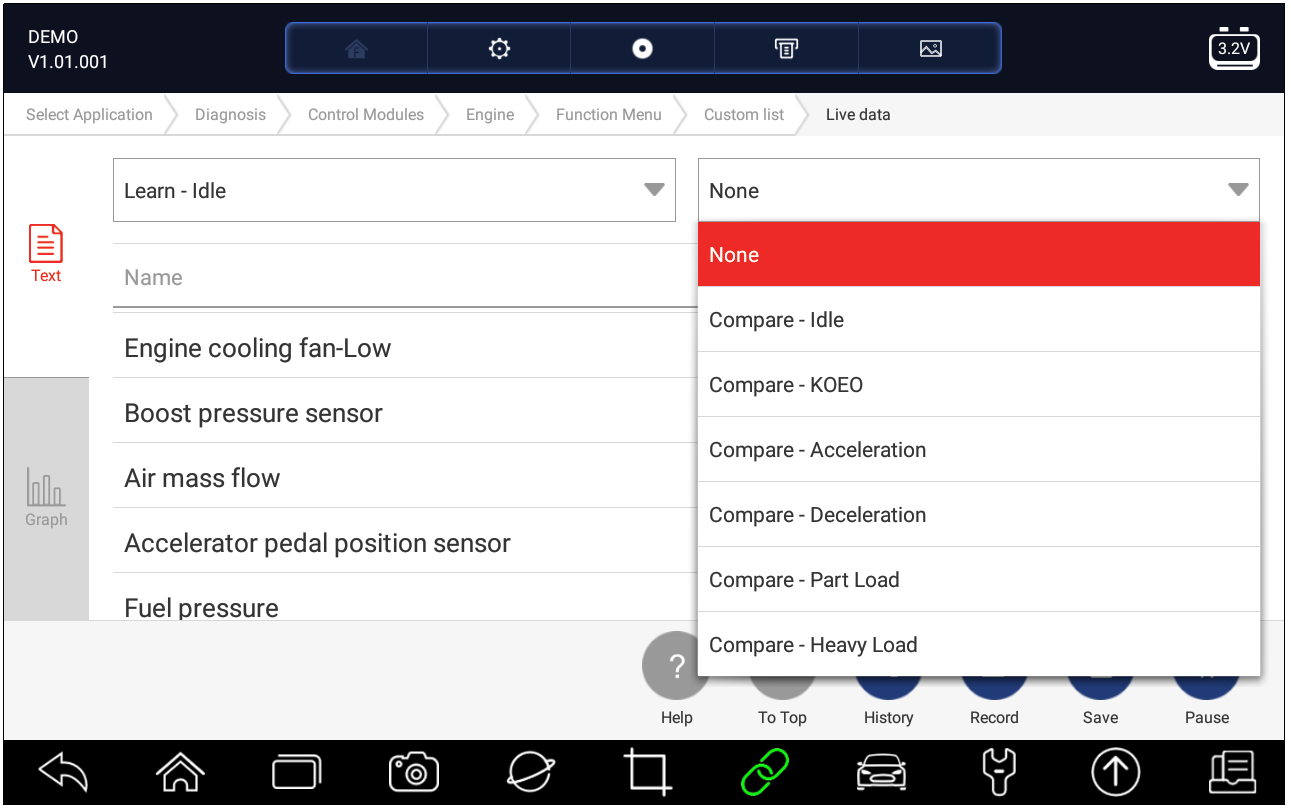 DEMO
V1.01.001
3.2V
Select Application
Diagnosis
Control Modules
Engine
Function Menu
Custom list
Live data
Text
Graph
Learn - Idle
None
Name
Engine cooling fan-Low
Boost pressure sensor
Air mass flow
Accelerator pedal position sensor
Fuel pressure
None
Compare - Idle
Compare - KOEO
Compare - Acceleration
Compare - Deceleration
Compare - Part Load
Compare - Heavy Load
?
Help
To Top
History
Record
Save
Pause